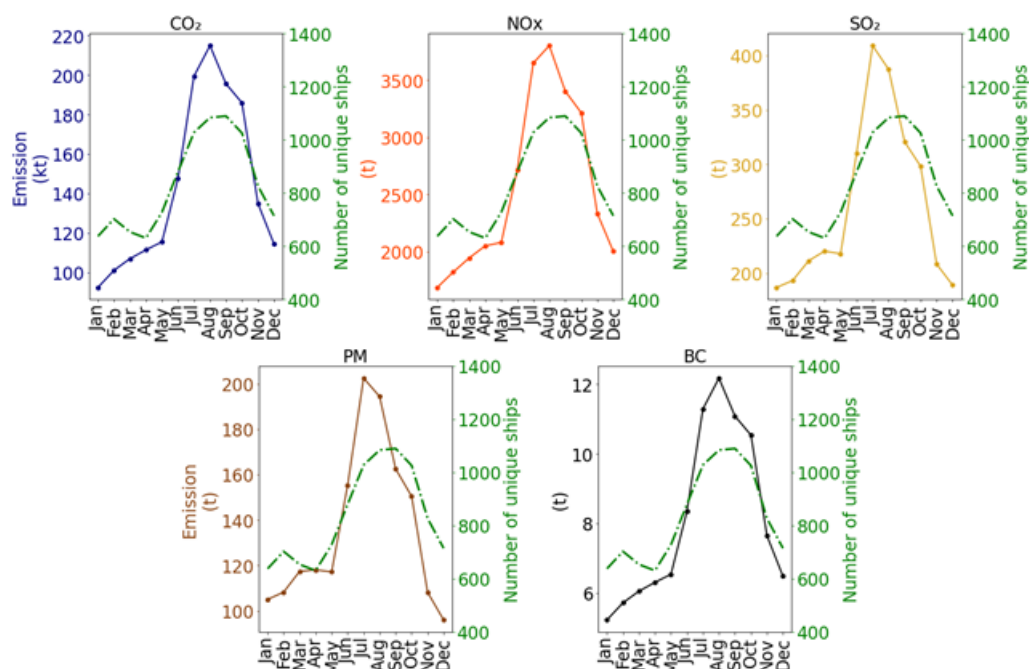 CO₂
NOx
SO₂
220
200
180
160
140
120
100
Emission
(kt)
1400
1200
1000
800
600
400
Number of unique ships
Jan
Feb
Mar
Apr
May
Jun
Jul
Aug
Sep
Oct
Nov
Dec
3500
3000
2500
2000
(t)
1400
1200
1000
800
600
400
Number of unique ships
Jan
Feb
Mar
Apr
May
Jun
Jul
Aug
Sep
Oct
Nov
Dec
400
350
300
250
200
(t)
1400
1200
1000
800
600
400
Number of unique ships
Jan
Feb
Mar
Apr
May
Jun
Jul
Aug
Sep
Oct
Nov
Dec
PM
BC
200
180
160
140
120
100
Emission
(t)
1400
1200
1000
800
600
400
Number of unique ships
Jan
Feb
Mar
Apr
May
Jun
Jul
Aug
Sep
Oct
Nov
Dec
12
10
8
6
(t)
1400
1200
1000
800
600
400
Number of unique ships
Jan
Feb
Mar
Apr
May
Jun
Jul
Aug
Sep
Oct
Nov
Dec